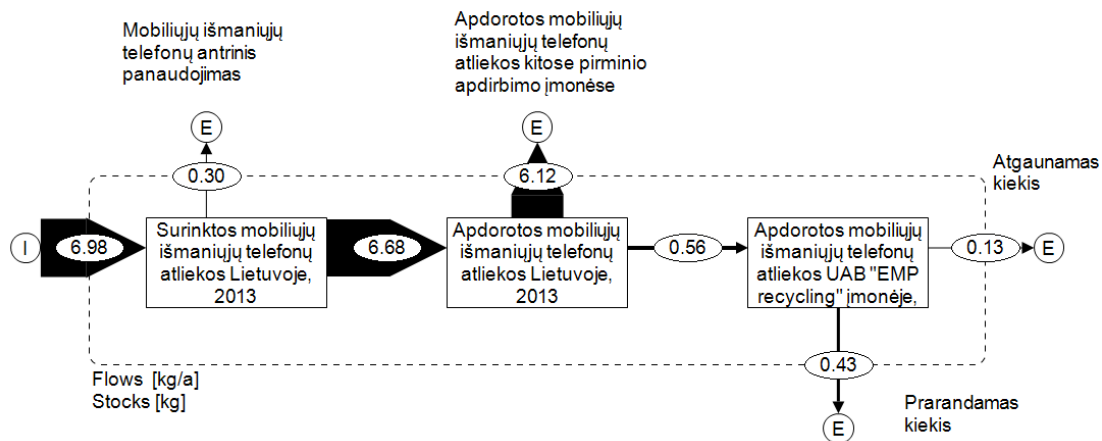 Mobiliųjų išmaniųjų
telefonų antrinis
panaudojimas
Apdorotos mobiliųjų
išmaniųjų telefonų
atliekos kitose pirminio
apdirbimo įmonėse
E
E
0.30
6.12
Atgaunamas
kiekis
I
6.98
Surinktos mobiliųjų
išmaniųjų telefonų
atliekos Lietuvoje,
2013
6.68
Apdorotos mobiliųjų
išmaniųjų telefonų
atliekos Lietuvoje,
2013
0.56
Apdorotos mobiliųjų
išmaniųjų telefonų
atliekos UAB "EMP
recycling" įmonėje,
0.13
E
0.43
Flows [kg/a]
Stocks [kg]
E
Prarandamas
kiekis